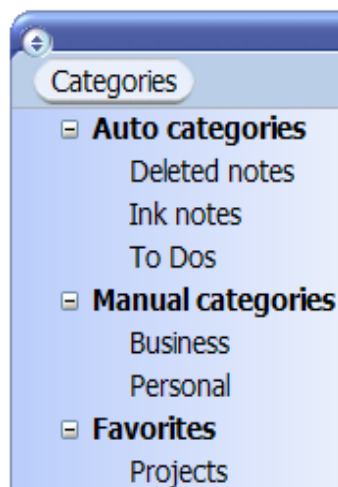 Categories
Auto categories
Deleted notes
Ink notes
To Dos
Manual categories
Business
Personal
Favorites
Projects